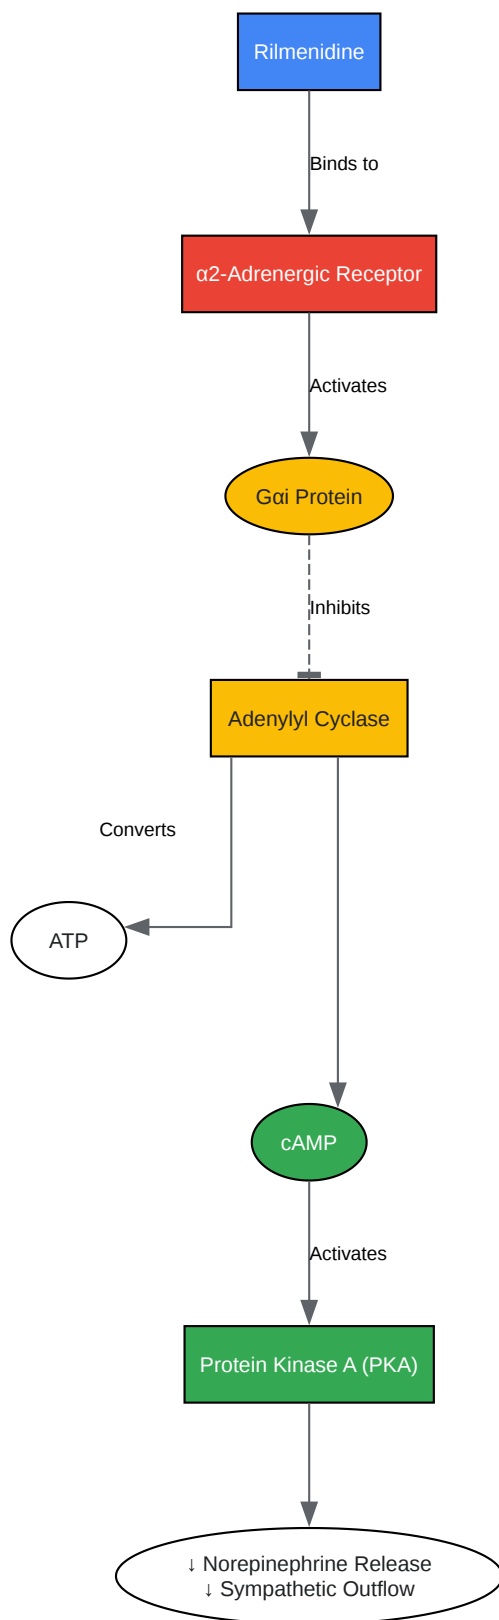 Rilmenidine
Binds to
α2-Adrenergic Receptor
Activates
Gαi Protein
Inhibits
Adenylyl Cyclase
Converts
ATP
cAMP
Activates
Protein Kinase A (PKA)
↓ Norepinephrine Release
↓ Sympathetic Outflow